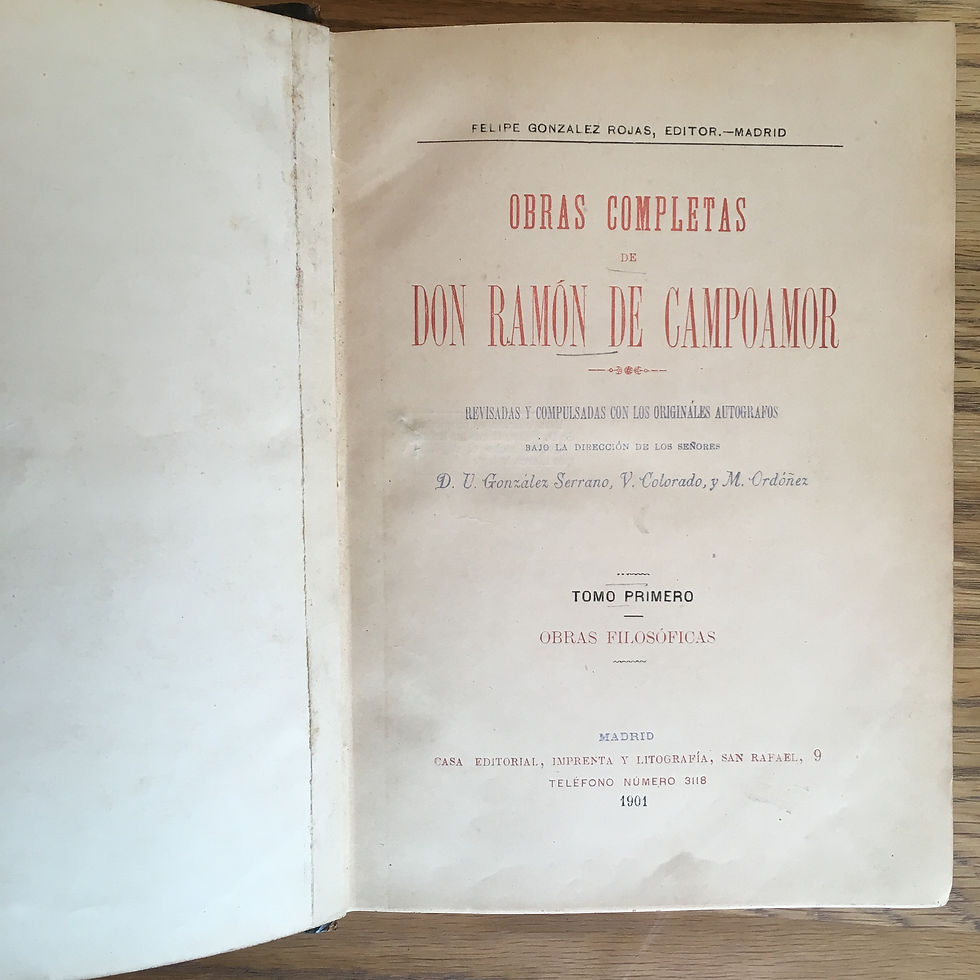 FELIPE GONZALEZ ROJAS, EDITOR.—MADRID
OBRAS COMPLETAS
DE
DON RAMÓN DE CAMPOAMOR
REVISADAS Y COMPULSADAS CON LOS ORIGINÁLES AUTOGRAFOS
BAJO LA DIRECCIÓN DE LOS SEÑORES
D. U. González Serrano, V. Colorado, y M. Ordóñez
TOMO PRIMERO
OBRAS FILOSÓFICAS
MADRID
CASA EDITORIAL, IMPRENTA Y LITOGRAFÍA, SAN RAFAEL, 9
TELÉFONO NÚMERO 3118
1901